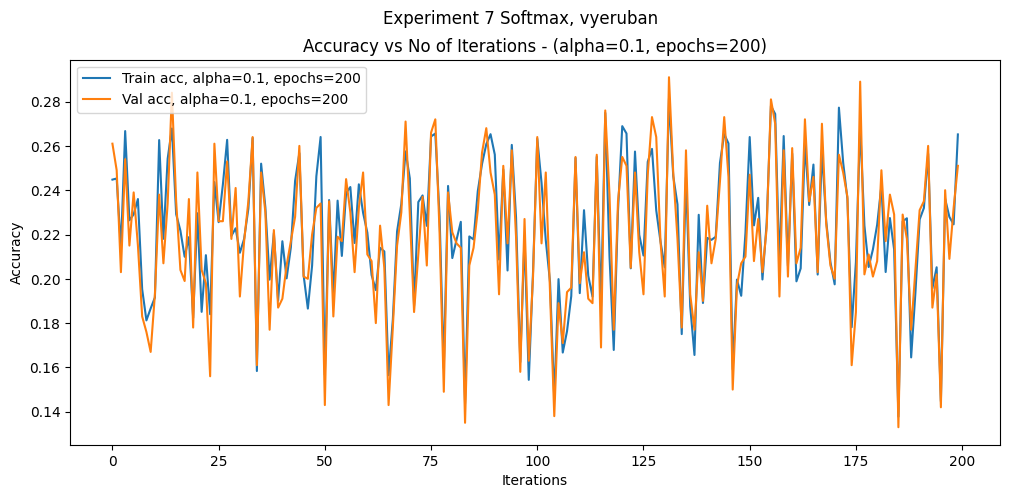 Experiment 7 Softmax, vyeruban
Accuracy vs No of Iterations - (alpha=0.1, epochs=200)
Train acc, alpha=0.1, epochs=200
Val acc, alpha=0.1, epochs=200
Accuracy
0.28
0.26
0.24
0.22
0.20
0.18
0.16
0.14
0 25 50 75 100 125 150 175 200
Iterations